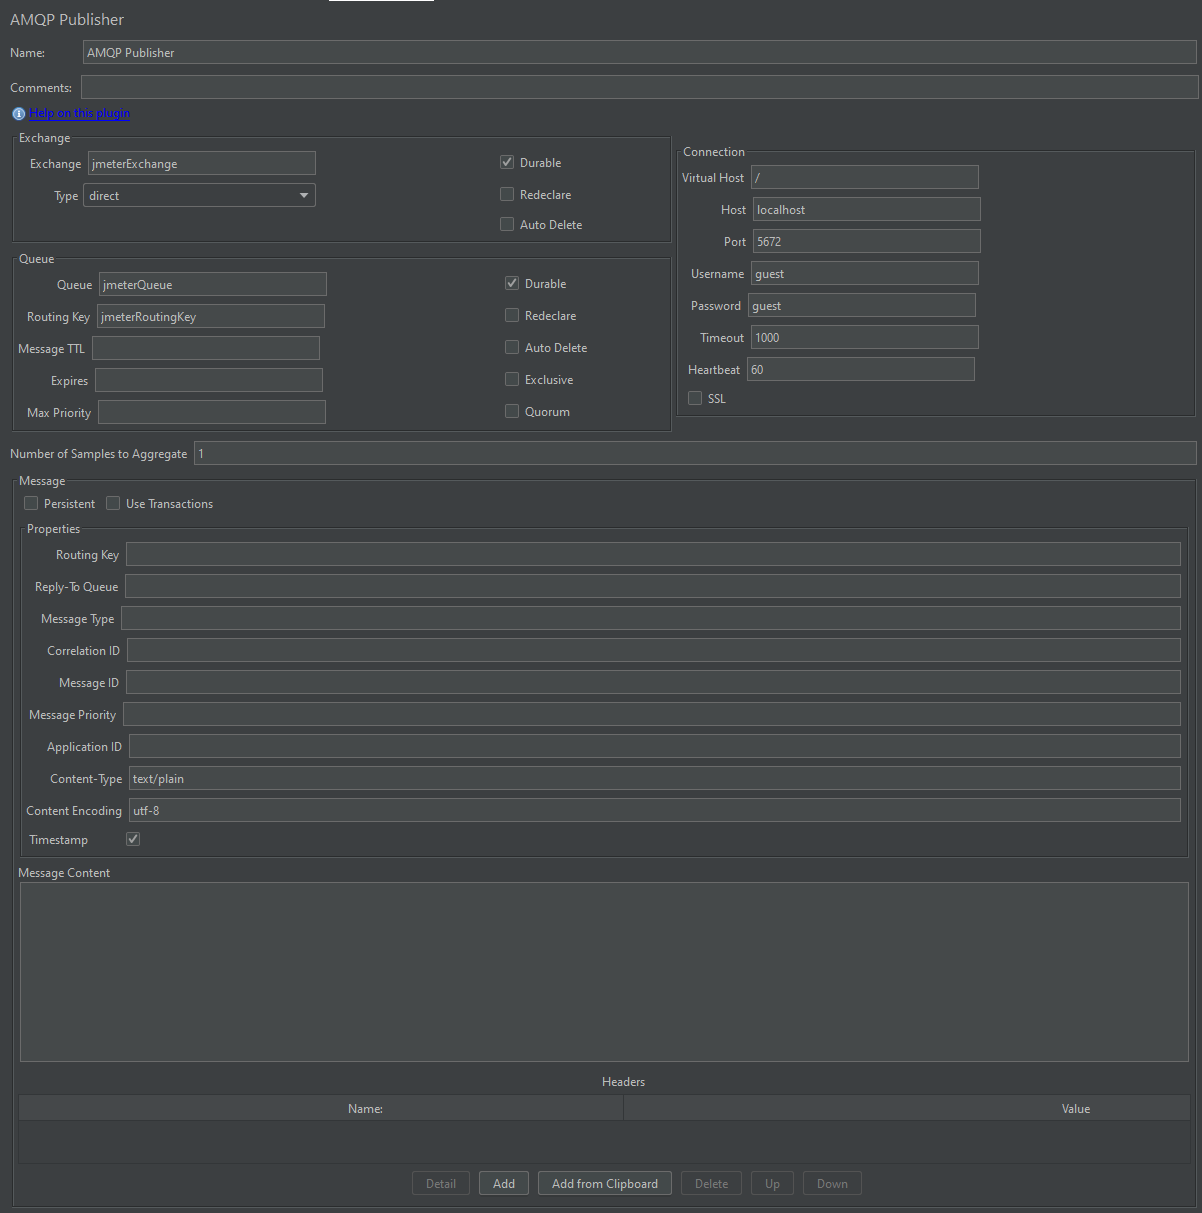 AMQP Publisher
Name: AMQP Publisher
Comments:
Help on this plugin
Exchange
Exchange jmeterExchange
Durable
Type direct
Redeclare
Auto Delete
Queue
Queue jmeterQueue
Durable
Routing Key jmeterRoutingKey
Redeclare
Message TTL
Auto Delete
Expires
Exclusive
Max Priority
Quorum
Connection
Virtual Host /
Host localhost
Port 5672
Username guest
Password guest
Timeout 1000
Heartbeat 60
SSL
Number of Samples to Aggregate 1
Message
Persistent Use Transactions
Properties
Routing Key
Reply-To Queue
Message Type
Correlation ID
Message ID
Message Priority
Application ID
Content-Type text/plain
Content Encoding utf-8
Timestamp
Message Content
Headers
Name: Value
Detail Add Add from Clipboard Delete Up Down